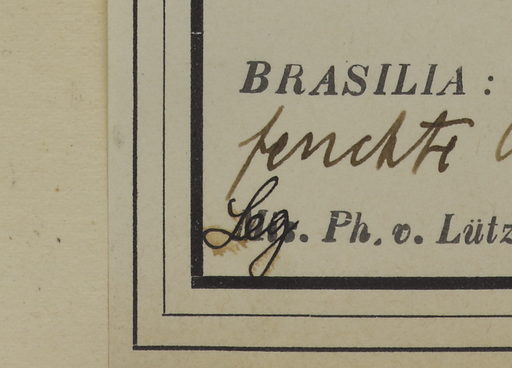 BRASILIA :
feuchte
Leg. Ph. v. Lütz